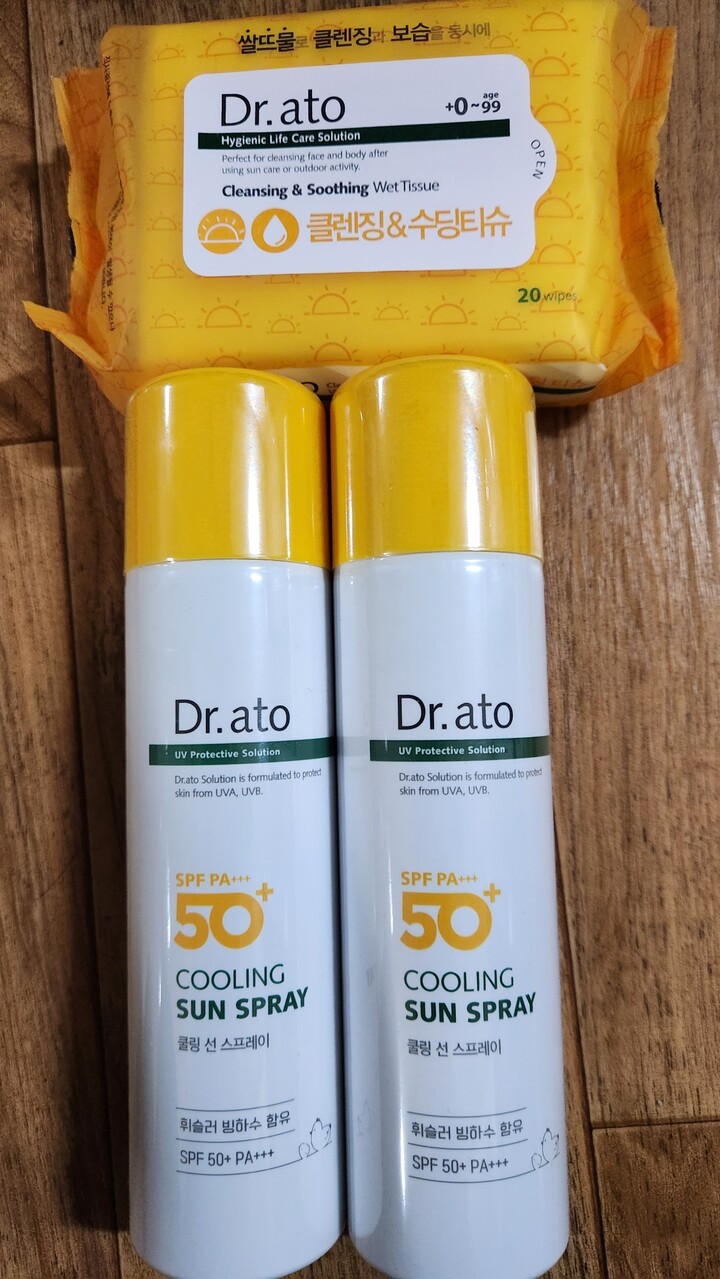 쌀뜨물로 클렌징과 보습을 동시에
Dr.ato
age
+0~99
Hygienic Life Care Solution
Perfect for cleansing face and body after
using sun care or outdoor activity.
Cleansing & Soothing Wet Tissue
클렌징&수딩티슈
OPEN
20 wipes
Dr.ato
UV Protective Solution
Dr.ato Solution is formulated to protect
skin from UVA, UVB.
SPF PA+++
50+
COOLING
SUN SPRAY
쿨링 선 스프레이
휘슬러 빙하수 함유
SPF 50+ PA+++
Dr.ato
UV Protective Solution
Dr.ato Solution is formulated to protect
skin from UVA, UVB.
SPF PA+++
50+
COOLING
SUN SPRAY
쿨링 선 스프레이
휘슬러 빙하수 함유
SPF 50+ PA+++